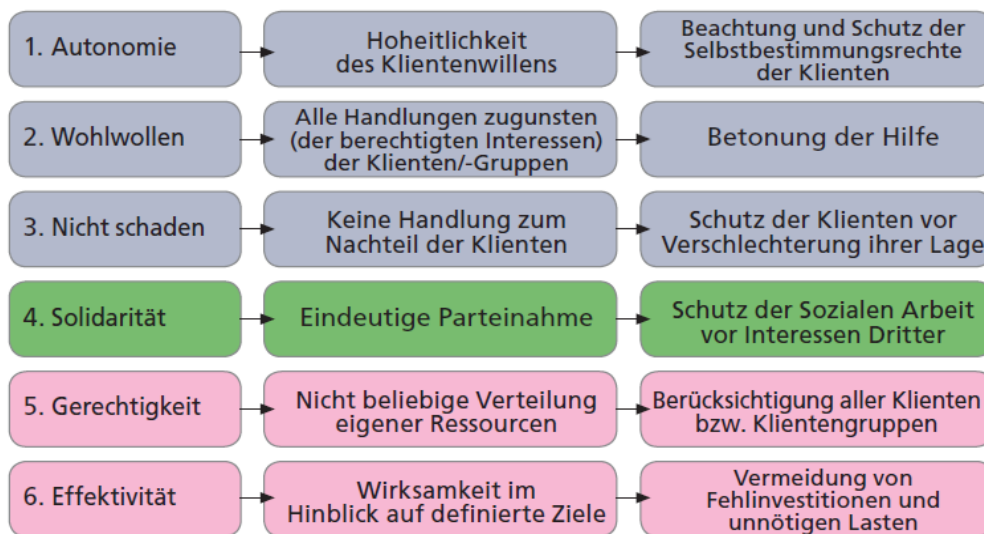 1. Autonomie
Hoheitlichkeit
des Klientenwillens
Beachtung und Schutz der
Selbstbestimmungsrechte
der Klienten
2. Wohlwollen
Alle Handlungen zugunsten
(der berechtigten Interessen)
der Klienten/-Gruppen
Betonung der Hilfe
3. Nicht schaden
Keine Handlung zum
Nachteil der Klienten
Schutz der Klienten vor
Verschlechterung ihrer Lage
4. Solidarität
Eindeutige Parteinahme
Schutz der Sozialen Arbeit
vor Interessen Dritter
5. Gerechtigkeit
Nicht beliebige Verteilung
eigener Ressourcen
Berücksichtigung aller Klienten
bzw. Klientengruppen
6. Effektivität
Wirksamkeit im
Hinblick auf definierte Ziele
Vermeidung von
Fehlinvestitionen und
unnötigen Lasten